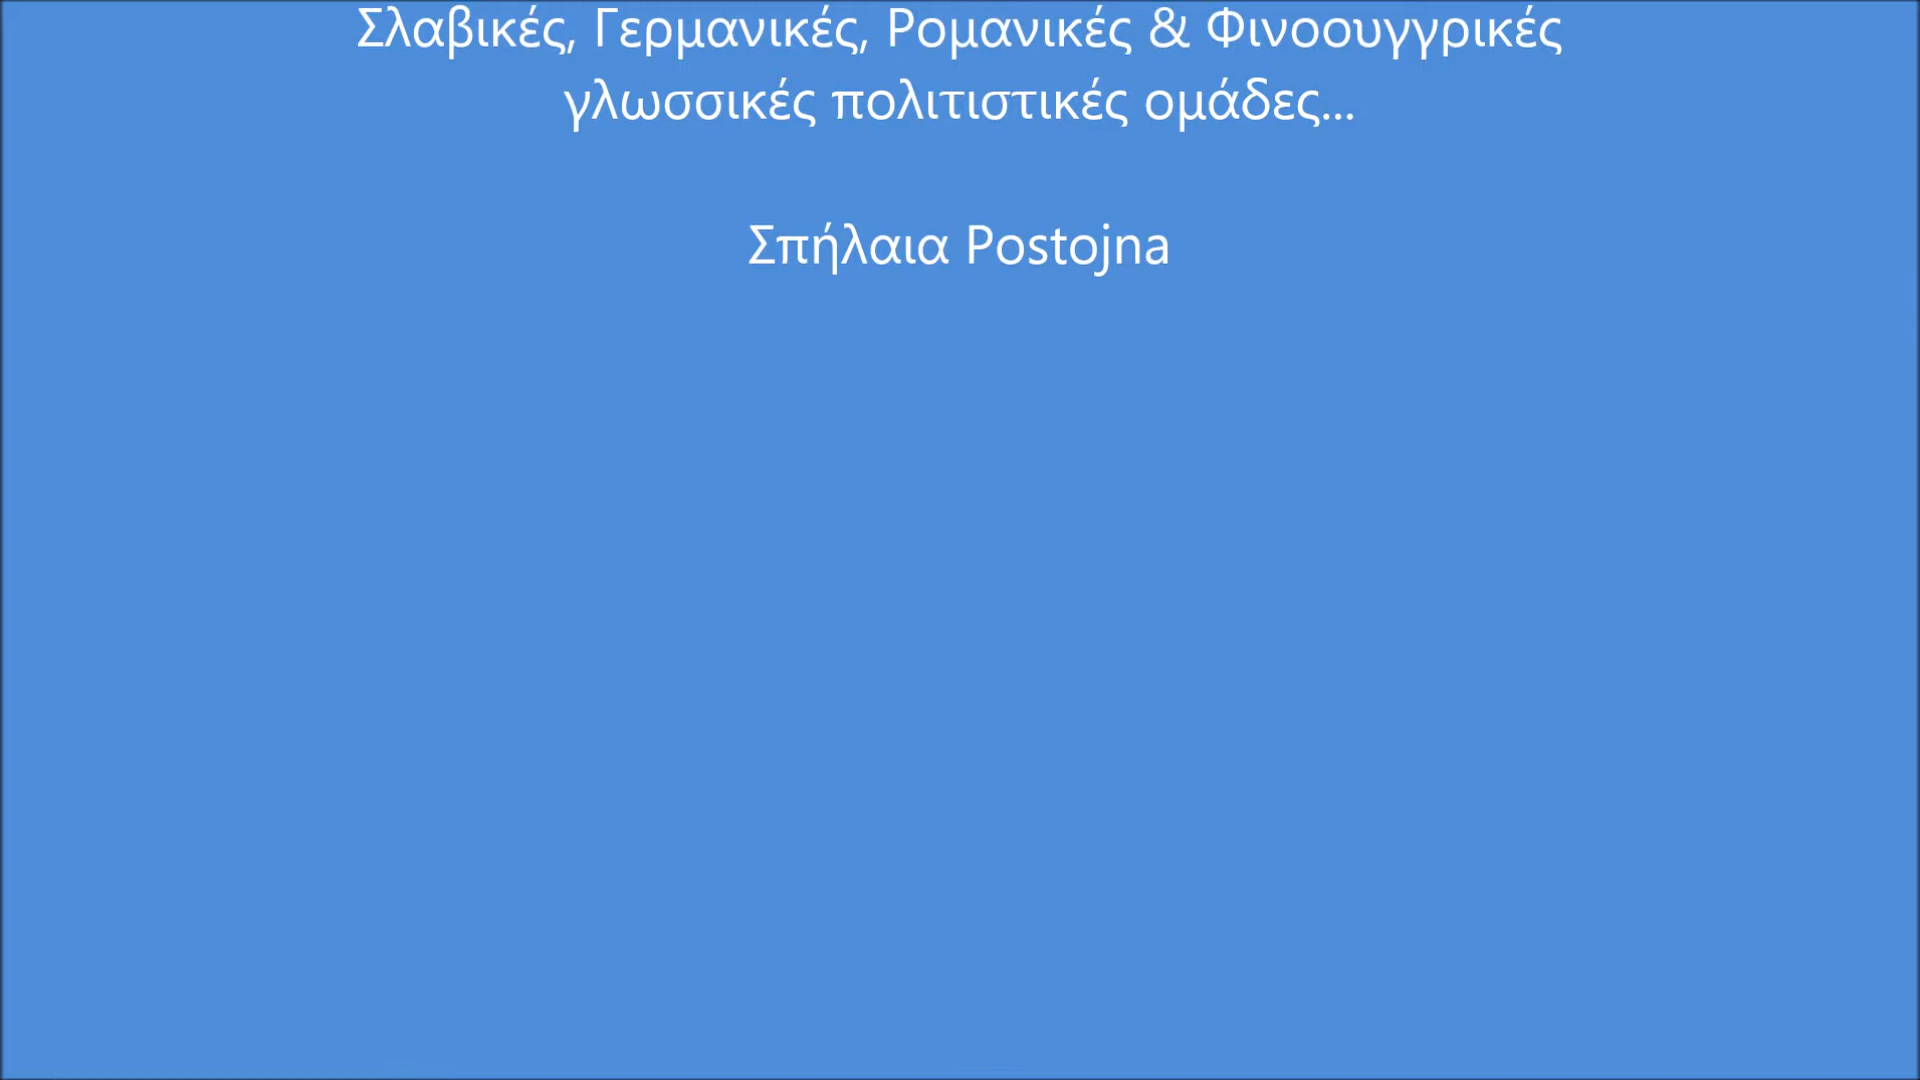 Σλαβικές, Γερμανικές, Ρομανικές & Φινοουγγρικές
γλωσσικές πολιτιστικές ομάδες...
Σπήλαια Postojna